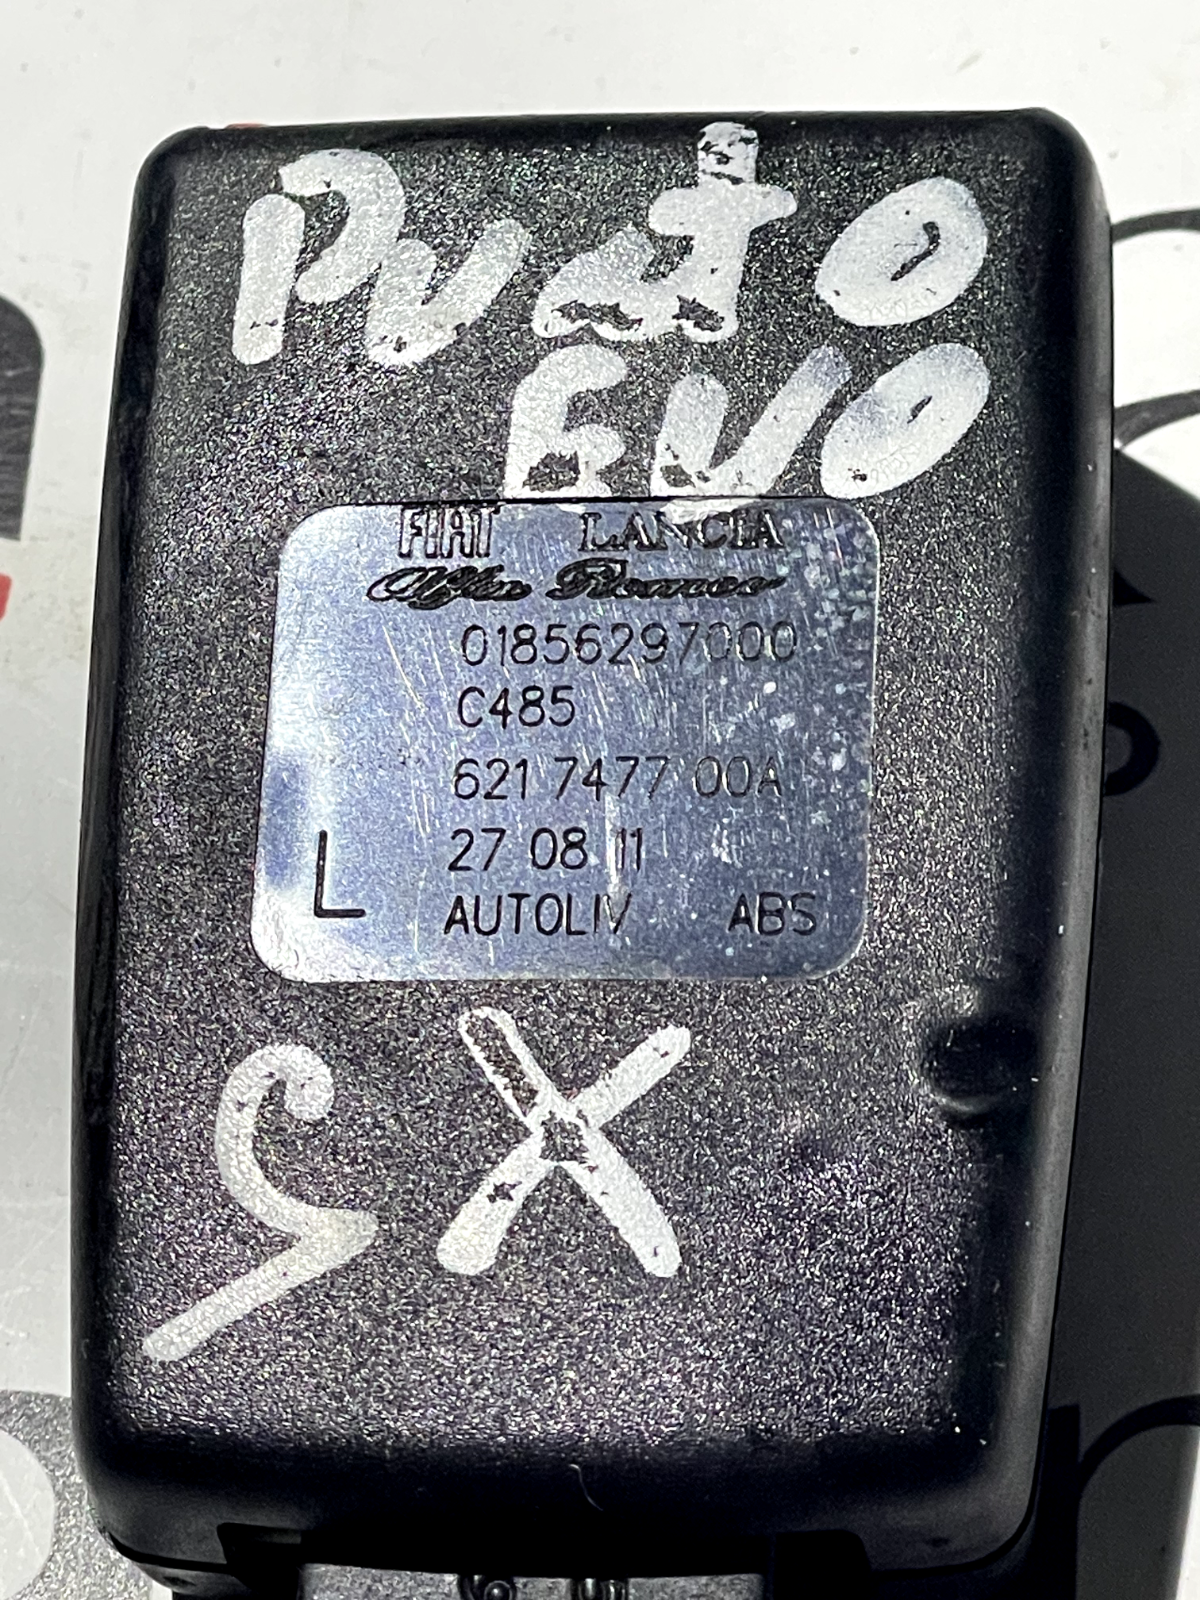 Punto
EVO
FIAT LANCIA
Alfa Romeo
01856297000
C485
621 7477 00A
27 08 11
L AUTOLIV ABS
SX